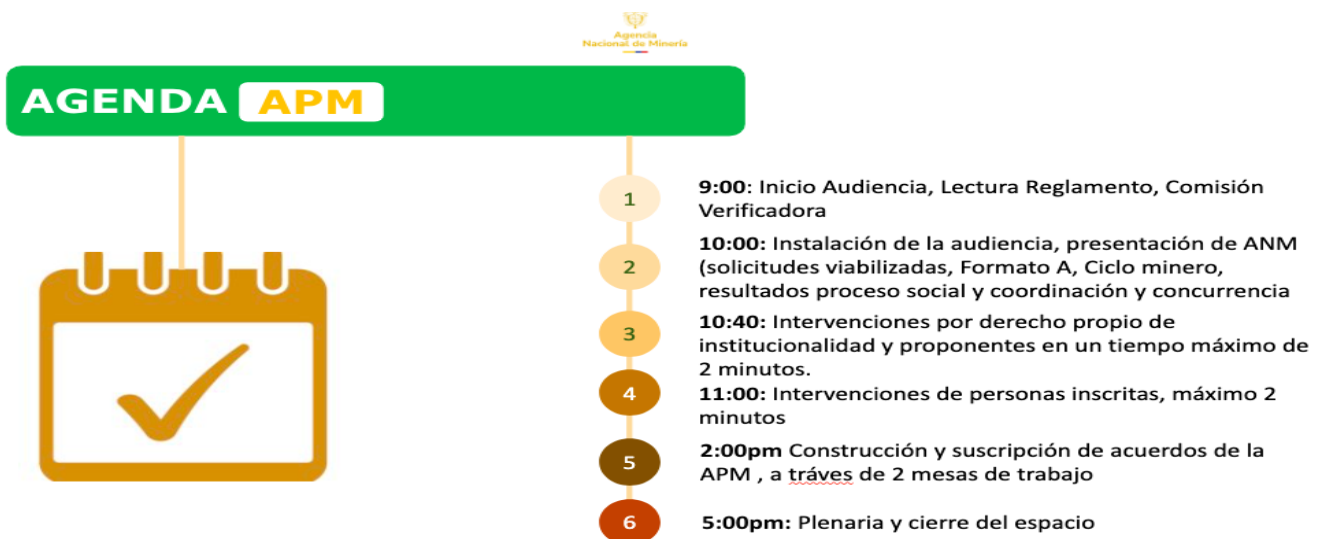 Agencia
Nacional de Minería
AGENDA APM
1
9:00: Inicio Audiencia, Lectura Reglamento, Comisión
Verificadora
2
10:00: Instalación de la audiencia, presentación de ANM
(solicitudes viabilizadas, Formato A, Ciclo minero,
resultados proceso social y coordinación y concurrencia
3
10:40: Intervenciones por derecho propio de
institucionalidad y proponentes en un tiempo máximo de
2 minutos.
4
11:00: Intervenciones de personas inscritas, máximo 2
minutos
5
2:00pm Construcción y suscripción de acuerdos de la
APM , a tráves de 2 mesas de trabajo
6
5:00pm: Plenaria y cierre del espacio